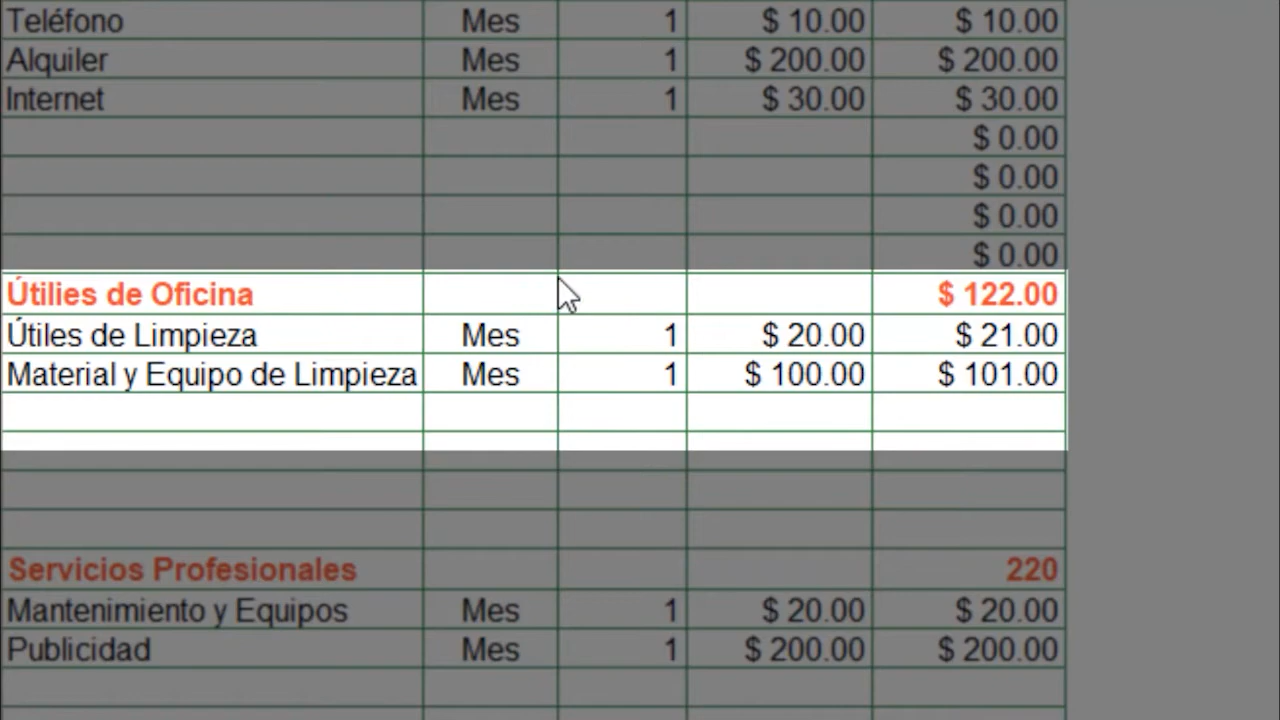 Teléfono Mes 1 $ 10.00 $ 10.00
Alquiler Mes 1 $ 200.00 $ 200.00
Internet Mes 1 $ 30.00 $ 30.00
$ 0.00
$ 0.00
$ 0.00
$ 0.00
Útilies de Oficina $ 122.00
Útiles de Limpieza Mes 1 $ 20.00 $ 21.00
Material y Equipo de Limpieza Mes 1 $ 100.00 $ 101.00
Servicios Profesionales 220
Mantenimiento y Equipos Mes 1 $ 20.00 $ 20.00
Publicidad Mes 1 $ 200.00 $ 200.00